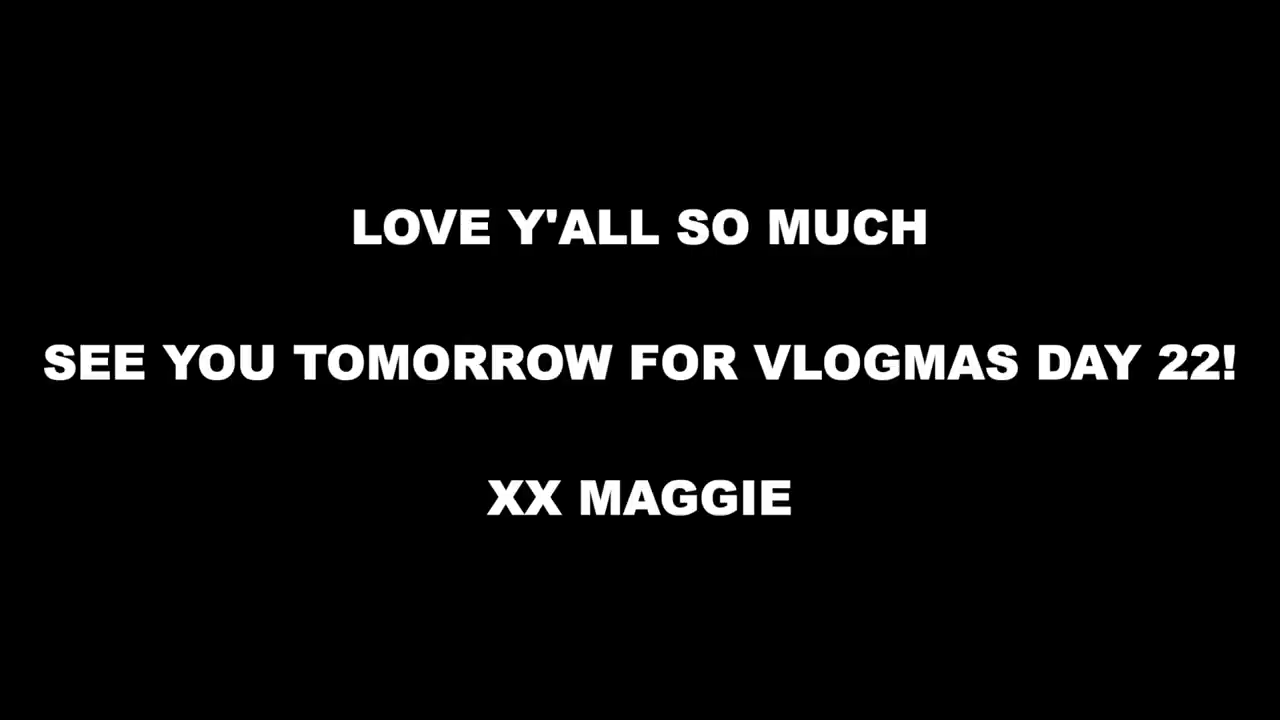 LOVE Y'ALL SO MUCH
SEE YOU TOMORROW FOR VLOGMAS DAY 22!
XX MAGGIE